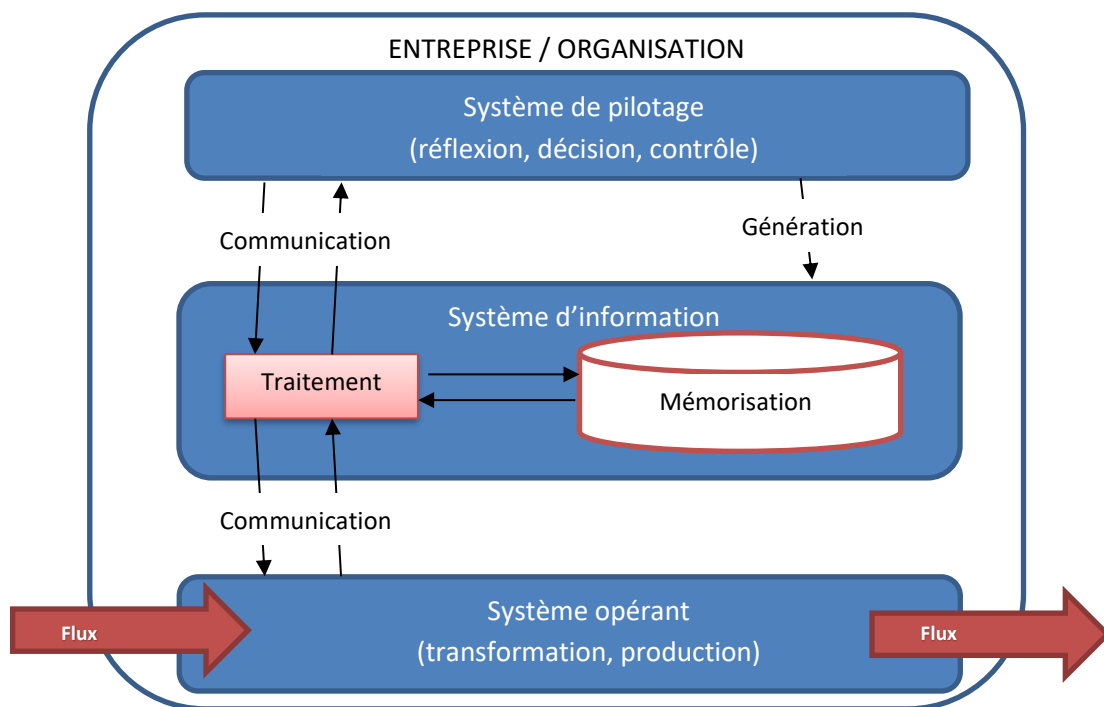 ENTREPRISE / ORGANISATION
Système de pilotage
(réflexion, décision, contrôle)
Communication
Génération
Système d’information
Traitement
Mémorisation
Communication
Système opérant
(transformation, production)
Flux
Flux